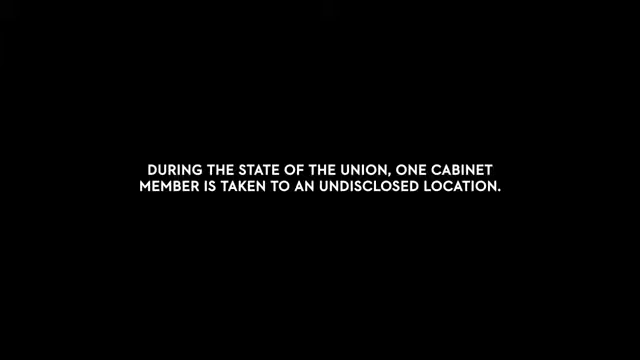 DURING THE STATE OF THE UNION, ONE CABINET
MEMBER IS TAKEN TO AN UNDISCLOSED LOCATION.